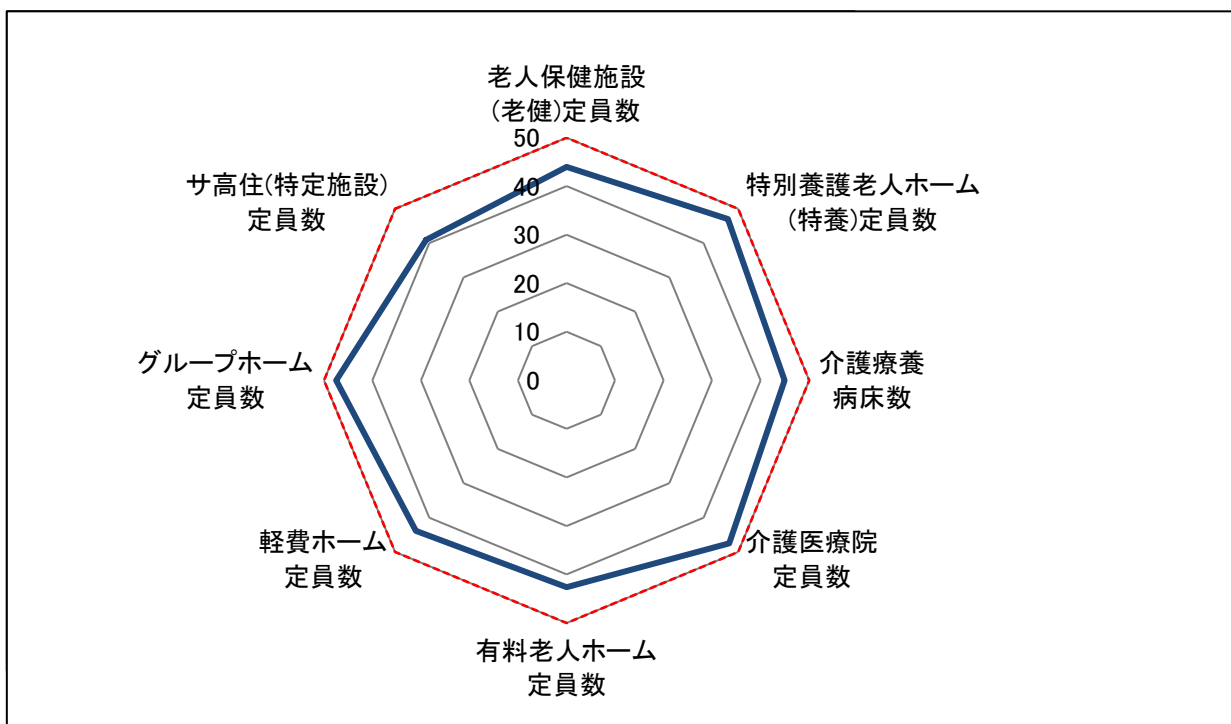 老人保健施設
(老健)定員数
特別養護老人ホーム
(特養)定員数
介護療養
病床数
介護医療院
定員数
有料老人ホーム
定員数
軽費ホーム
定員数
グループホーム
定員数
サ高住(特定施設)
定員数
50
40
30
20
10
0